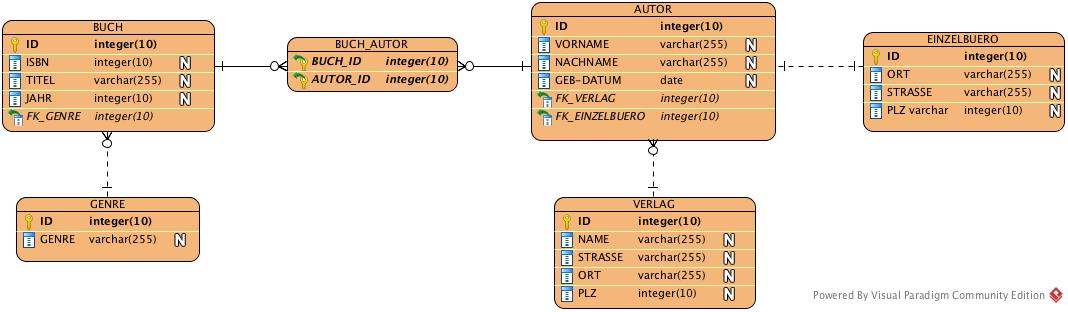 BUCH
ID integer(10)
ISBN integer(10) N
TITEL varchar(255) N
JAHR integer(10) N
FK_GENRE integer(10)
BUCH_AUTOR
BUCH_ID integer(10)
AUTOR_ID integer(10)
AUTOR
ID integer(10)
VORNAME varchar(255) N
NACHNAME varchar(255) N
GEB-DATUM date N
FK_VERLAG integer(10)
FK_EINZELBUERO integer(10)
EINZELBUERO
ID integer(10)
ORT varchar(255) N
STRASSE varchar(255) N
PLZ varchar integer(10) N
GENRE
ID integer(10)
GENRE varchar(255) N
VERLAG
ID integer(10)
NAME varchar(255) N
STRASSE varchar(255) N
ORT varchar(255) N
PLZ integer(10) N
Powered By Visual Paradigm Community Edition